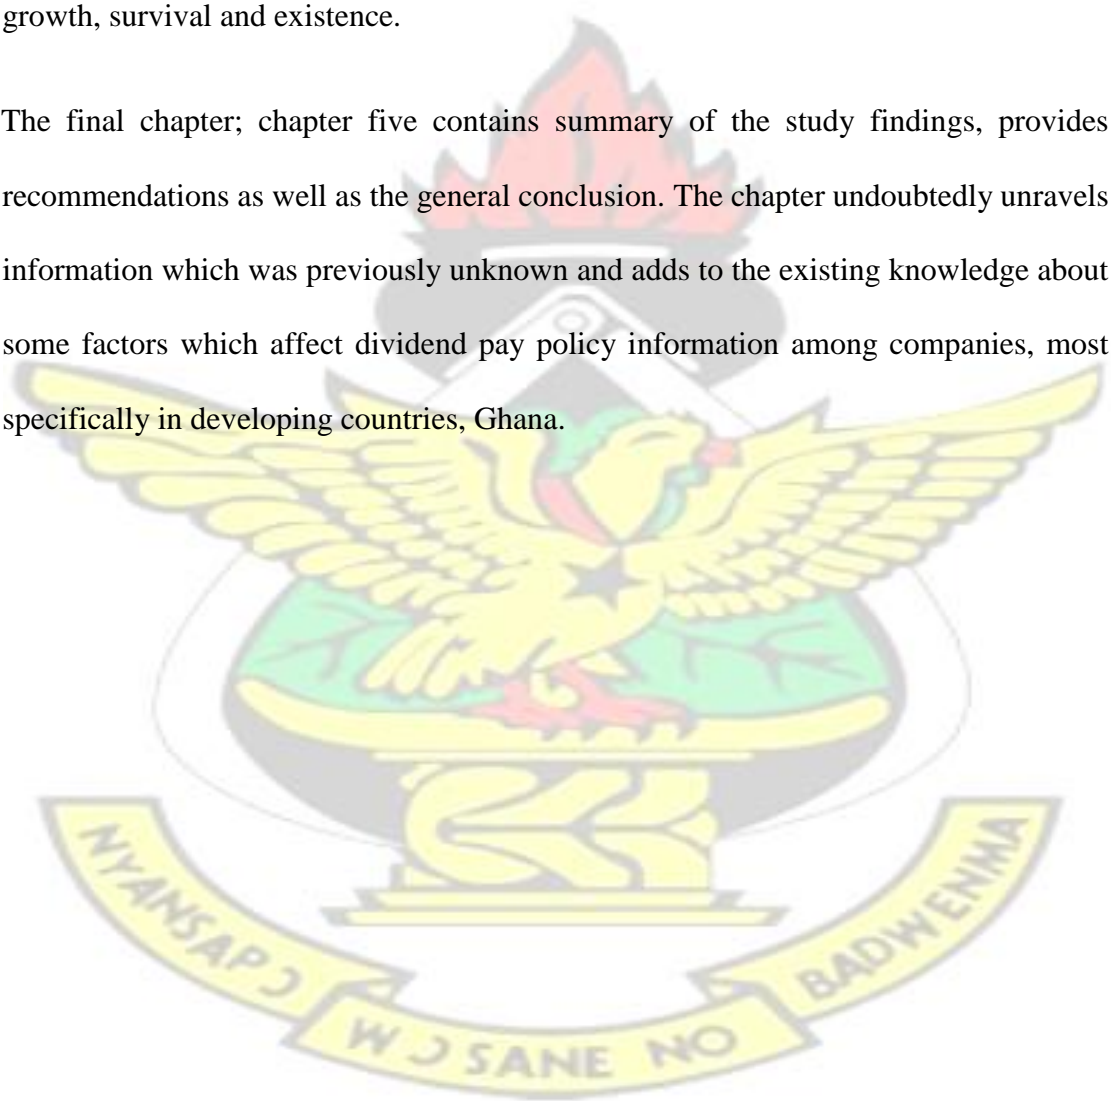 growth, survival and existence.
The final chapter; chapter five contains summary of the study findings, provides
recommendations as well as the general conclusion. The chapter undoubtedly unravels
information which was previously unknown and adds to the existing knowledge about
some factors which affect dividend pay policy information among companies, most
specifically in developing countries, Ghana.
NYANSAPƆ
WƆSANE NO
BADWENMA